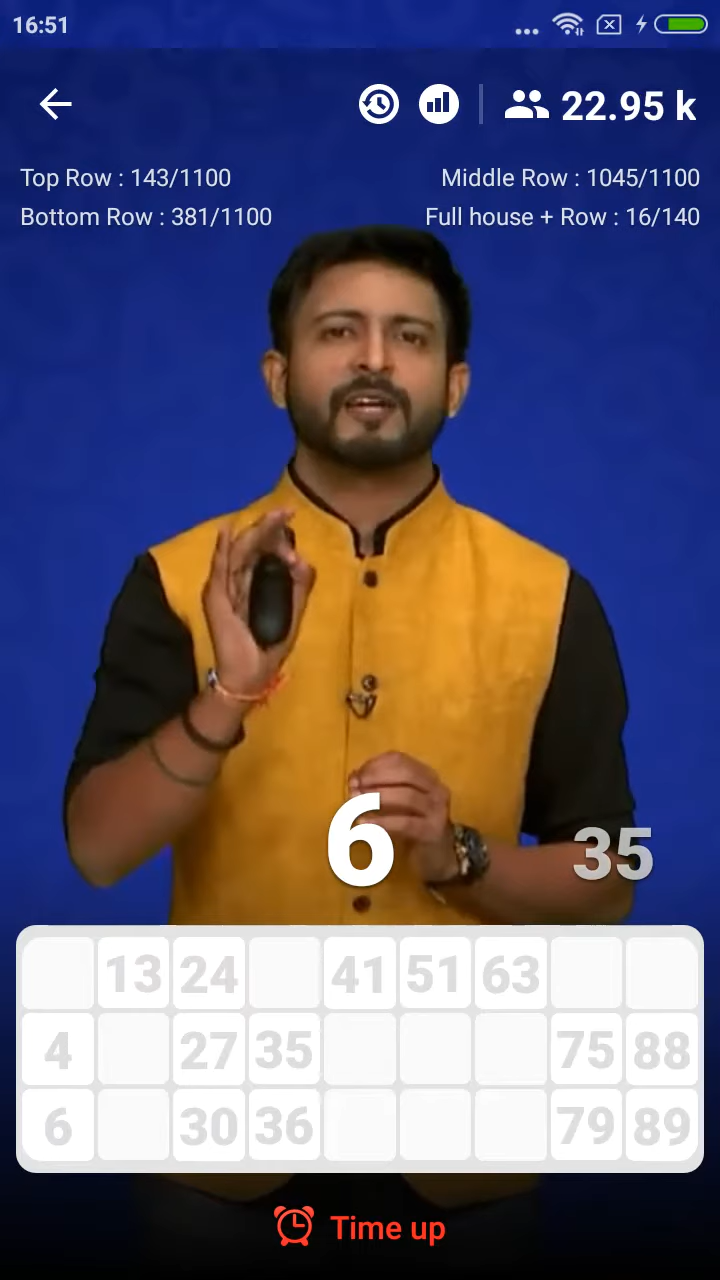 16:51
22.95 k
Top Row : 143/1100 Middle Row : 1045/1100
Bottom Row : 381/1100 Full house + Row : 16/140
6 35
13 24 41 51 63
4 27 35 75 88
6 30 36 79 89
Time up